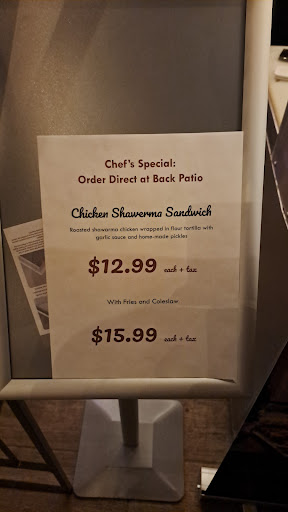 Chef's Special:
Order Direct at Back Patio
Chicken Shawerma Sandwich
Roasted shawarma chicken wrapped in flour tortilla with
garlic sauce and home-made pickles
$12.99 each + tax
With Fries and Coleslaw
$15.99 each + tax